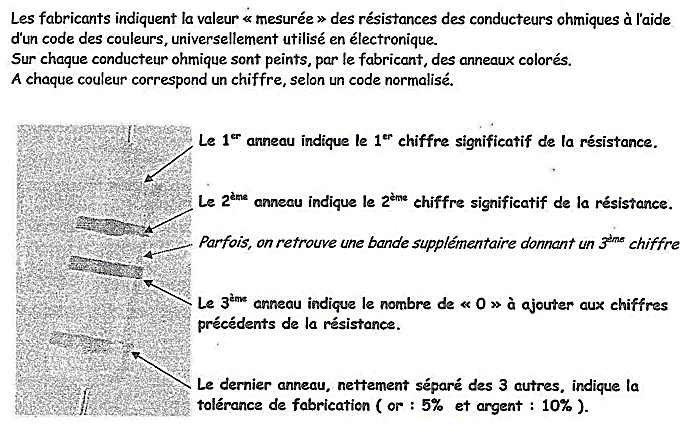 Les fabricants indiquent la valeur « mesurée » des résistances des conducteurs ohmiques à l'aide
d'un code des couleurs, universellement utilisé en électronique.
Sur chaque conducteur ohmique sont peints, par le fabricant, des anneaux colorés.
A chaque couleur correspond un chiffre, selon un code normalisé.
Le 1er anneau indique le 1er chiffre significatif de la résistance.
Le 2ème anneau indique le 2ème chiffre significatif de la résistance.
Parfois, on retrouve une bande supplémentaire donnant un 3ème chiffre
Le 3ème anneau indique le nombre de « 0 » à ajouter aux chiffres
précédents de la résistance.
Le dernier anneau, nettement séparé des 3 autres, indique la
tolérance de fabrication ( or : 5% et argent : 10% ).